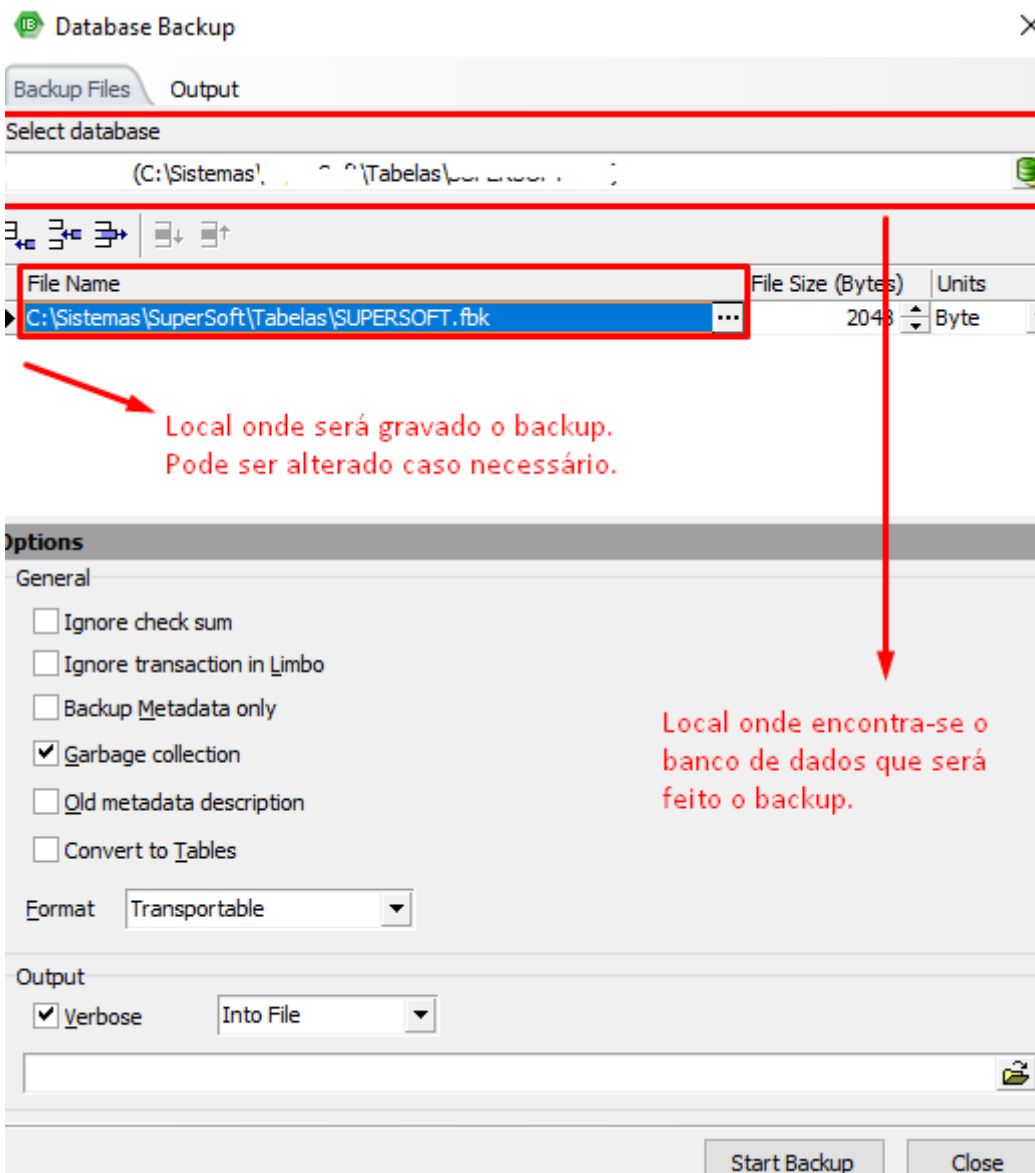 Database Backup
Backup Files Output
Select database
(C:\Sistemas\ \Tabelas\
File Name File Size (Bytes) Units
C:\Sistemas\SuperSoft\Tabelas\SUPERSOFT.fbk ... 2048 Byte
Local onde será gravado o backup.
Pode ser alterado caso necessário.
Options
General
Ignore check sum
Ignore transaction in Limbo
Backup Metadata only
Garbage collection
Old metadata description
Convert to Tables
Local onde encontra-se o
banco de dados que será
feito o backup.
Format Transportable
Output
Verbose Into File
Start Backup Close